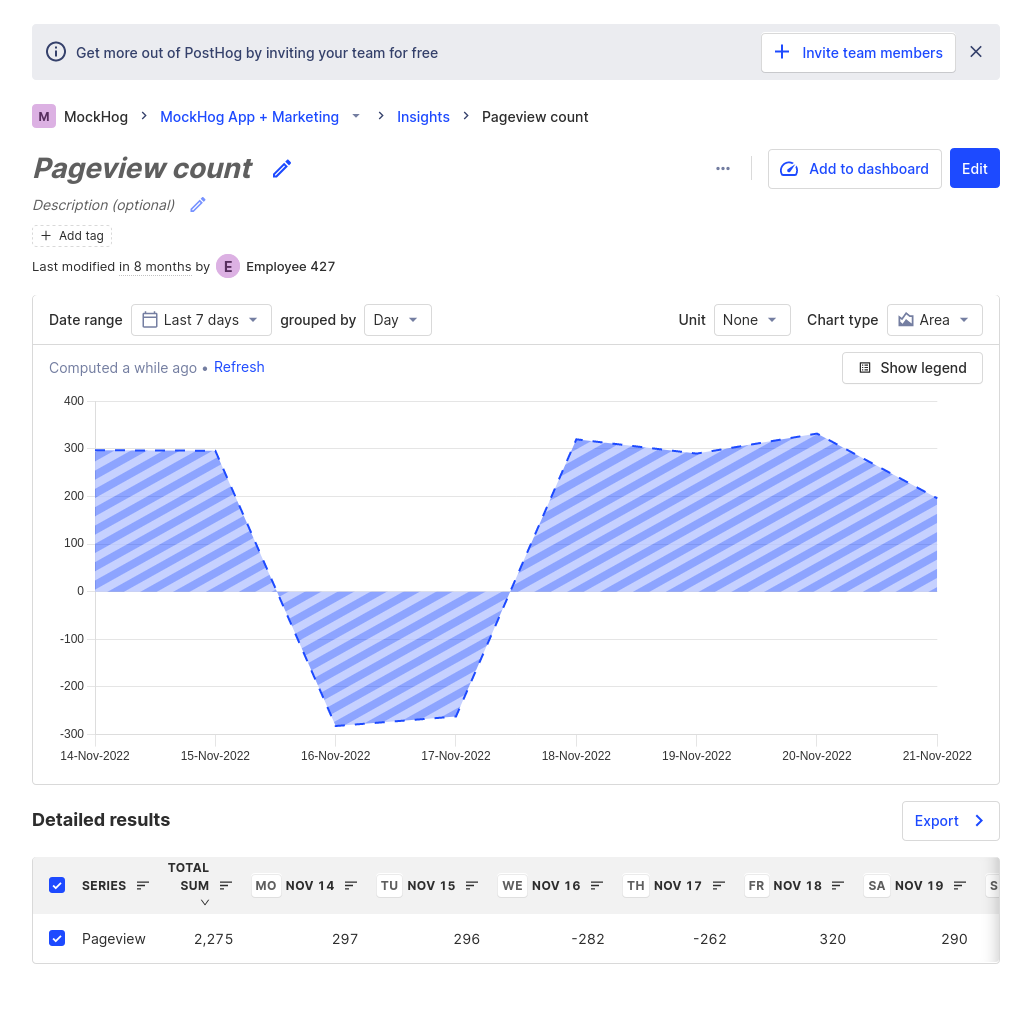 Get more out of PostHog by inviting your team for free
Invite team members
M MockHog MockHog App + Marketing Insights Pageview count
Pageview count
Add to dashboard
Edit
Description (optional)
Add tag
Last modified in 8 months by E Employee 427
Date range Last 7 days grouped by Day Unit None Chart type Area
Computed a while ago • Refresh
Show legend
400
300
200
100
0
-100
-200
-300
14-Nov-2022 15-Nov-2022 16-Nov-2022 17-Nov-2022 18-Nov-2022 19-Nov-2022 20-Nov-2022 21-Nov-2022
Detailed results
Export
SERIES TOTAL SUM MO NOV 14 TU NOV 15 WE NOV 16 TH NOV 17 FR NOV 18 SA NOV 19 S
Pageview 2,275 297 296 -282 -262 320 290